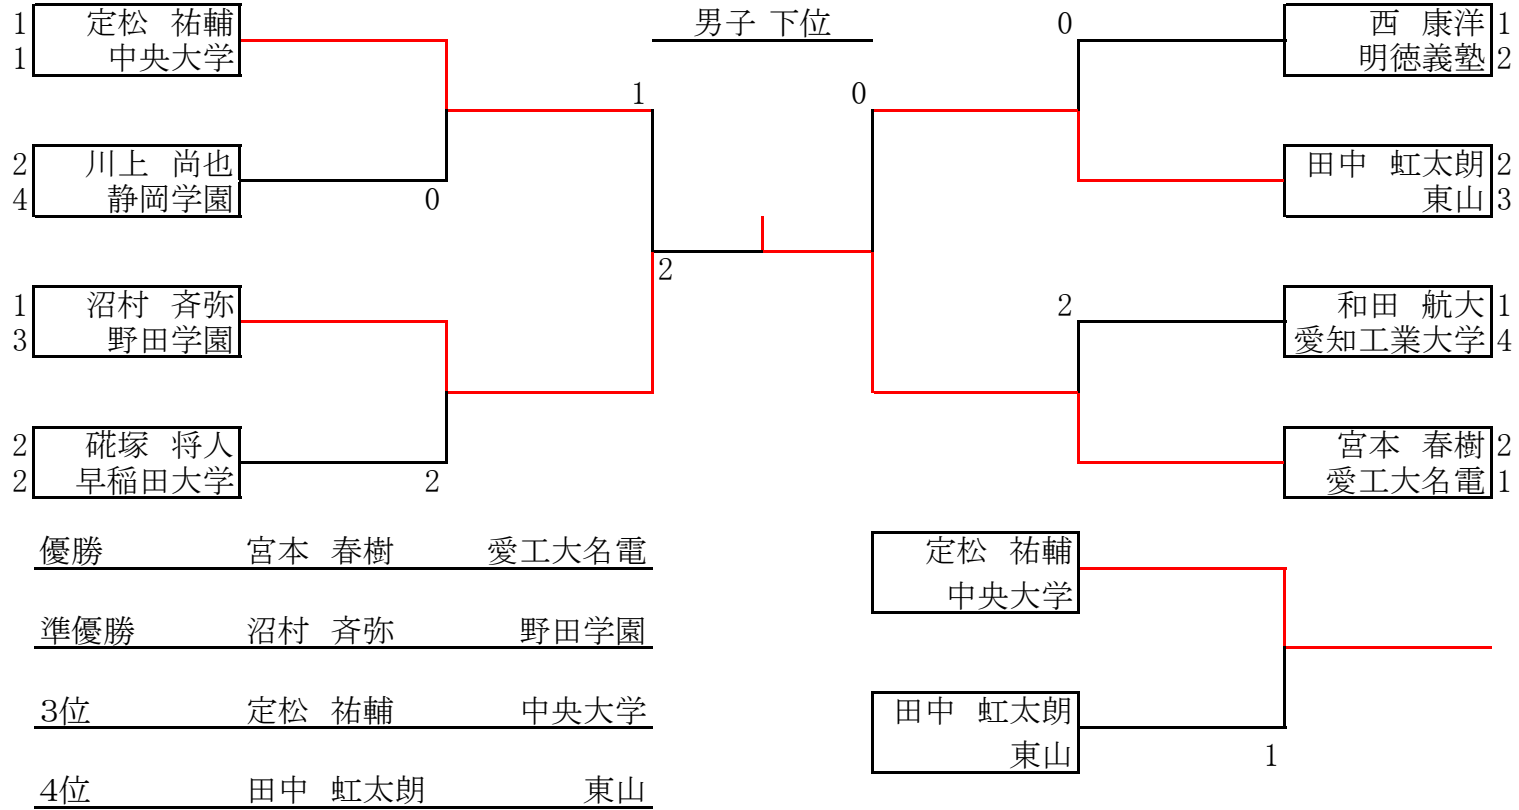 男子 下位
1 定松 祐輔
1 中央大学
2 川上 尚也
4 静岡学園
0
1 沼村 斉弥
3 野田学園
2 硴塚 将人
2 早稲田大学
2
1
2
0
0
西 康洋 1
明徳義塾 2
田中 虹太朗 2
東山 3
2
和田 航大 1
愛知工業大学 4
宮本 春樹 2
愛工大名電 1
優勝 宮本 春樹 愛工大名電
準優勝 沼村 斉弥 野田学園
3位 定松 祐輔 中央大学
4位 田中 虹太朗 東山
定松 祐輔
中央大学
田中 虹太朗
東山
1